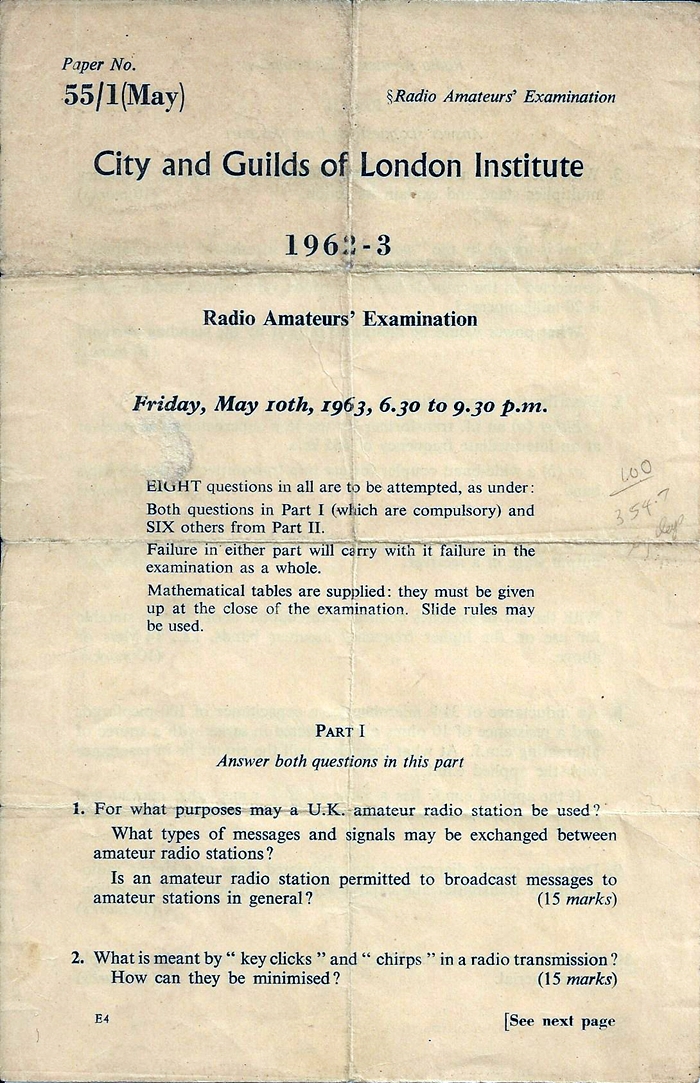 Paper No.
55/1(May)
§Radio Amateurs' Examination
City and Guilds of London Institute
1962-3
Radio Amateurs' Examination
Friday, May 10th, 1963, 6.30 to 9.30 p.m.
EIGHT questions in all are to be attempted, as under:
Both questions in Part I (which are compulsory) and
SIX others from Part II.
Failure in either part will carry with it failure in the
examination as a whole.
Mathematical tables are supplied: they must be given
up at the close of the examination. Slide rules may
be used.
100
354.7
PART I
Answer both questions in this part
1. For what purposes may a U.K. amateur radio station be used?
What types of messages and signals may be exchanged between
amateur radio stations?
Is an amateur radio station permitted to broadcast messages to
amateur stations in general? (15 marks)
2. What is meant by “ key clicks ” and “ chirps ” in a radio transmission?
How can they be minimised? (15 marks)
E4
[See next page